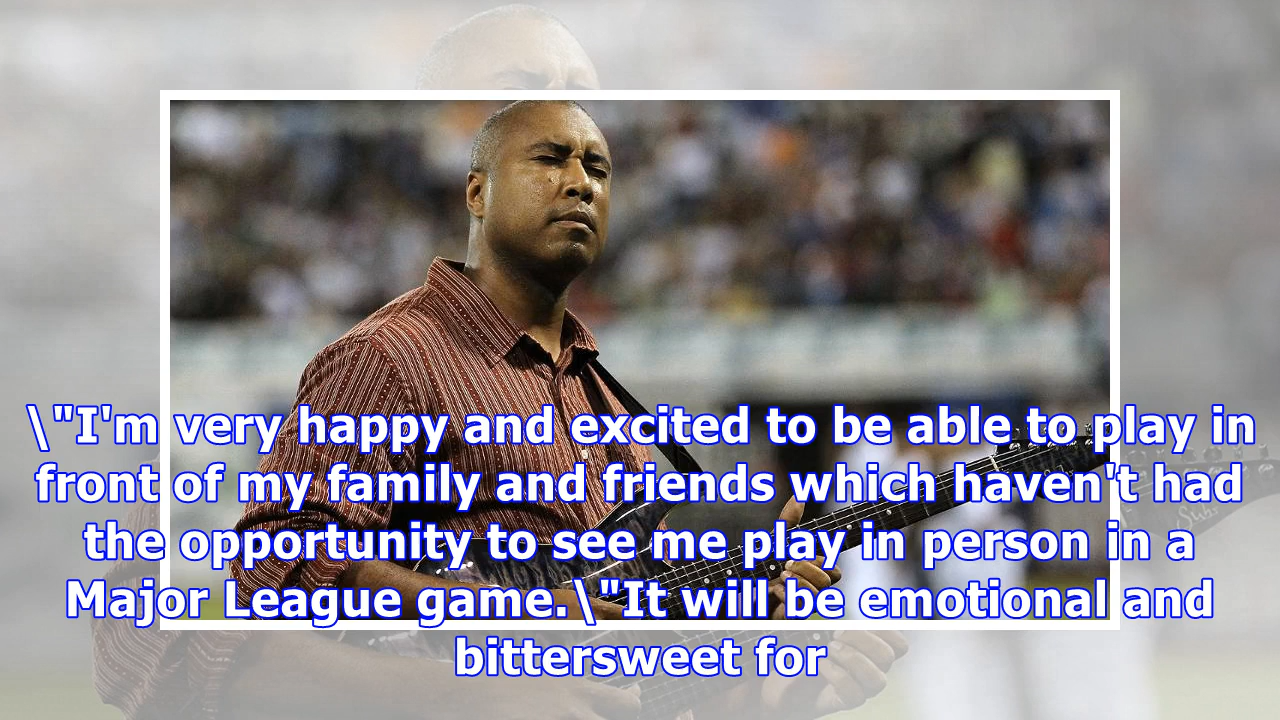 \"I'm very happy and excited to be able to play in
front of my family and friends which haven't had
the opportunity to see me play in person in a
Major League game.\"It will be emotional and
bittersweet for
Suhr